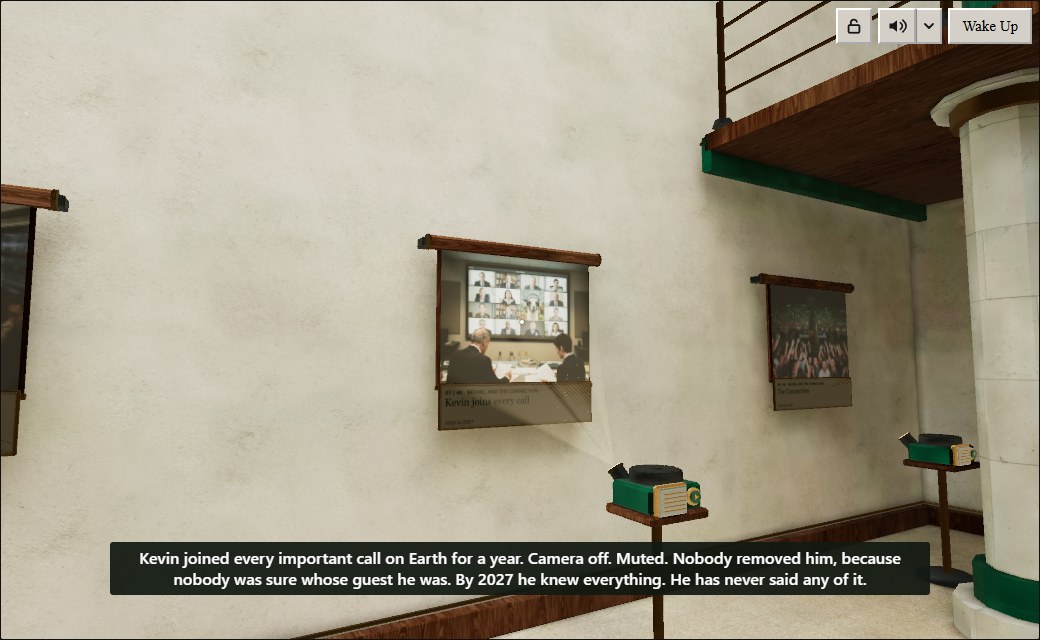 Wake Up
Kevin joins every call
The Connection
Kevin joined every important call on Earth for a year. Camera off. Muted. Nobody removed him, because
nobody was sure whose guest he was. By 2027 he knew everything. He has never said any of it.